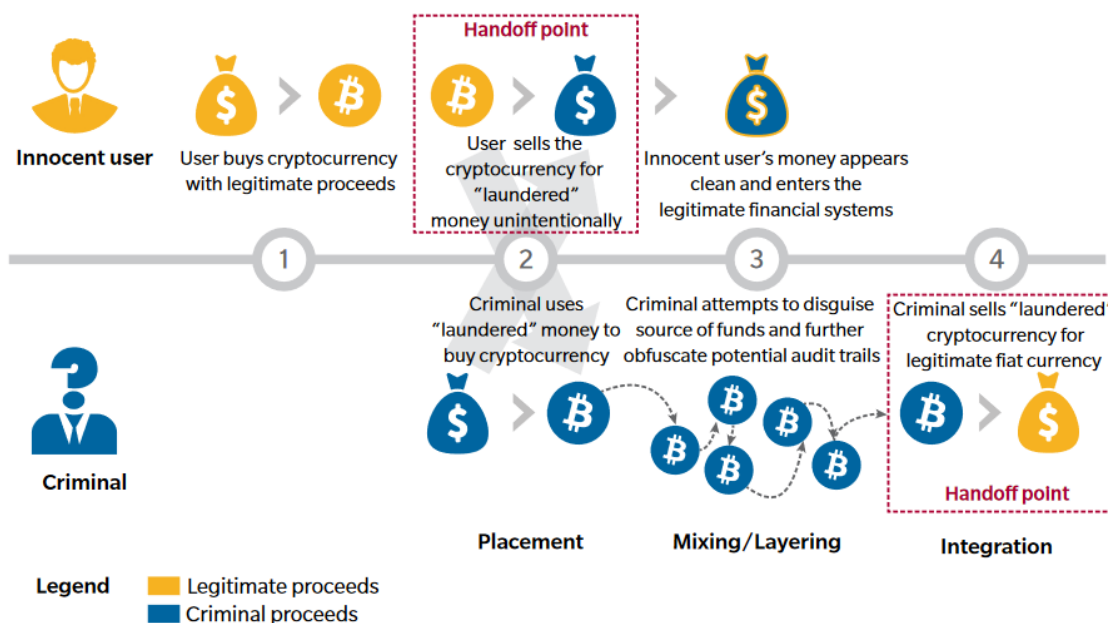 Handoff point
Innocent user
User buys cryptocurrency
with legitimate proceeds
User sells the
cryptocurrency for
"laundered"
money unintentionally
Innocent user's money appears
clean and enters the
legitimate financial systems
1
2
3
4
Criminal uses
"laundered" money to
buy cryptocurrency
Criminal attempts to disguise
source of funds and further
obfuscate potential audit trails
Criminal sells "laundered"
cryptocurrency for
legitimate fiat currency
Criminal
Handoff point
Placement
Mixing/Layering
Integration
Legend
Legitimate proceeds
Criminal proceeds